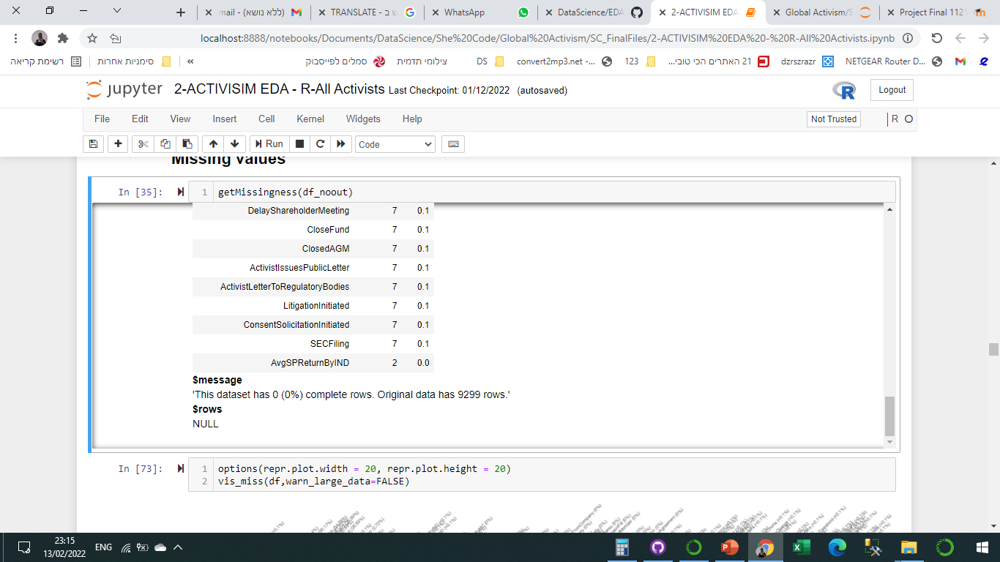 (ללא נושא) - mail
TRANSLATE - ש ב
WhatsApp
DataScience/EDA
2-ACTIVISIM EDA
Global Activism/S
Project Final 1121
localhost:8888/notebooks/Documents/DataScience/She%20Code/Global%20Activism/SC_FinalFiles/2-ACTIVISIM%20EDA%20-%20R-All%20Activists.ipynb
רשימת קריאה
סימניות אחרות
»
סמלים לפייסבוק
צילומי תדמית
DS
convert2mp3.net -...
123
21 האתרים הכי טובי...
dzrszrazr
NETGEAR Router D...
jupyter 2-ACTIVISIM EDA - R-All Activists Last Checkpoint: 01/12/2022 (autosaved)
Logout
File Edit View Insert Cell Kernel Widgets Help
Not Trusted
R
Run
Code
Missing values
In [35]: 1 getMissingness(df_noout)
DelayShareholderMeeting 7 0.1
CloseFund 7 0.1
ClosedAGM 7 0.1
ActivistIssuesPublicLetter 7 0.1
ActivistLetterToRegulatoryBodies 7 0.1
LitigationInitiated 7 0.1
ConsentSolicitationInitiated 7 0.1
SECFiling 7 0.1
AvgSPReturnByIND 2 0.0
$message
'This dataset has 0 (0%) complete rows. Original data has 9299 rows.'
$rows
NULL
In [73]: 1 options(repr.plot.width = 20, repr.plot.height = 20)
2 vis_miss(df,warn_large_data=FALSE)
23:15
13/02/2022
ENG